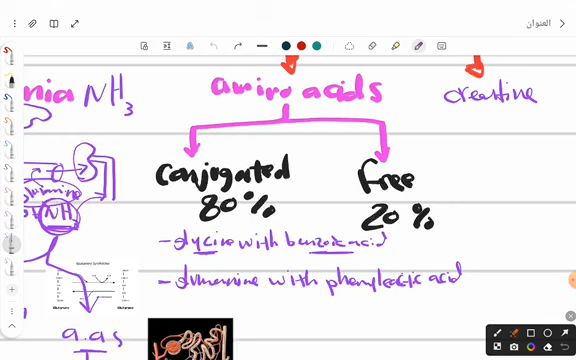 العنوان
nia NH3
amino acids
creatine
Conjugated
80%
Free
20%
NH
- glycine with benzoic acid
- glutamine with phenylacetic acid
a.as